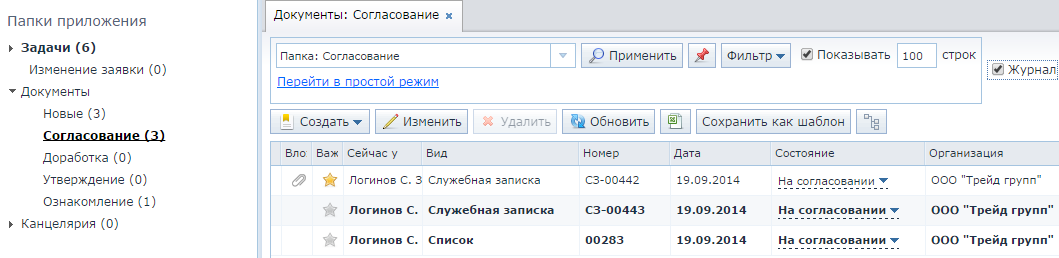 Папки приложения
Задачи (6)
Изменение заявки (0)
Документы
Новые (3)
Согласование (3)
Доработка (0)
Утверждение (0)
Ознакомление (1)
Канцелярия (0)
Документы: Согласование ×
Папка: Согласование Применить Фильтр Показывать 100 строк
Журнал
Перейти в простой режим
Создать Изменить Удалить Обновить Сохранить как шаблон
Вло Важ Сейчас у Вид Номер Дата Состояние Организация
Логинов С. З Служебная записка СЗ-00442 19.09.2014 На согласовании ООО "Трейд групп"
Логинов С. Служебная записка СЗ-00443 19.09.2014 На согласовании ООО "Трейд групп"
Логинов С. Список 00283 19.09.2014 На согласовании ООО "Трейд групп"